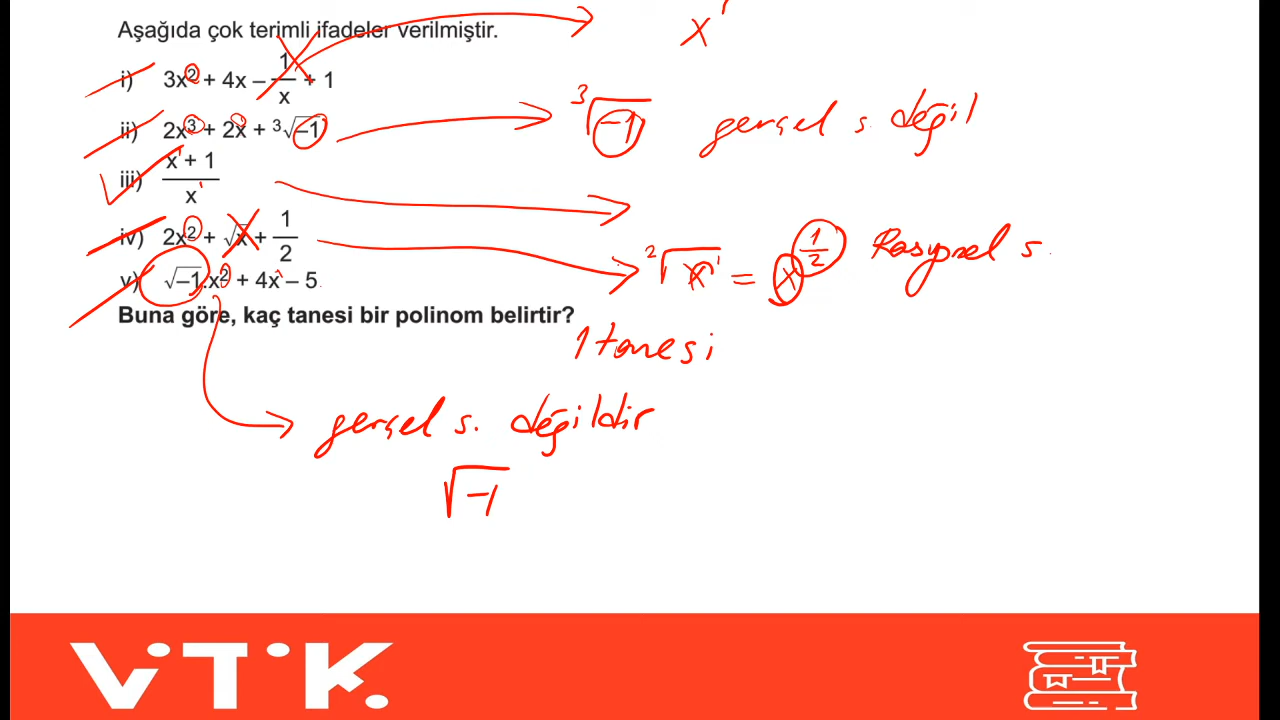 Aşağıda çok terimli ifadeler verilmiştir.
x¹
i) 3x² + 4x – 1/x + 1
ii) 2x³ + 2x + ³√–1
³√–1 gerçel s. değil
iii) x + 1 / x
iv) 2x² + √x + 1/2
²√x¹ = x^1/2 Rasyonel s.
v) √–1.x² + 4x – 5
Buna göre, kaç tanesi bir polinom belirtir?
1 tanesi
gerçel s. değildir
√–1
VİTİK.